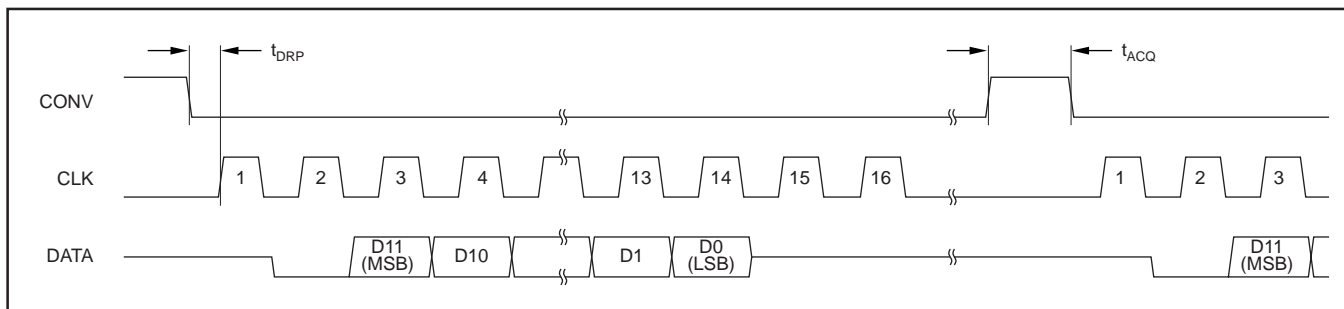 tDRP tACQ
CONV
CLK 1 2 3 4 13 14 15 16 1 2 3
DATA D11 (MSB) D10 D1 D0 (LSB) D11 (MSB)